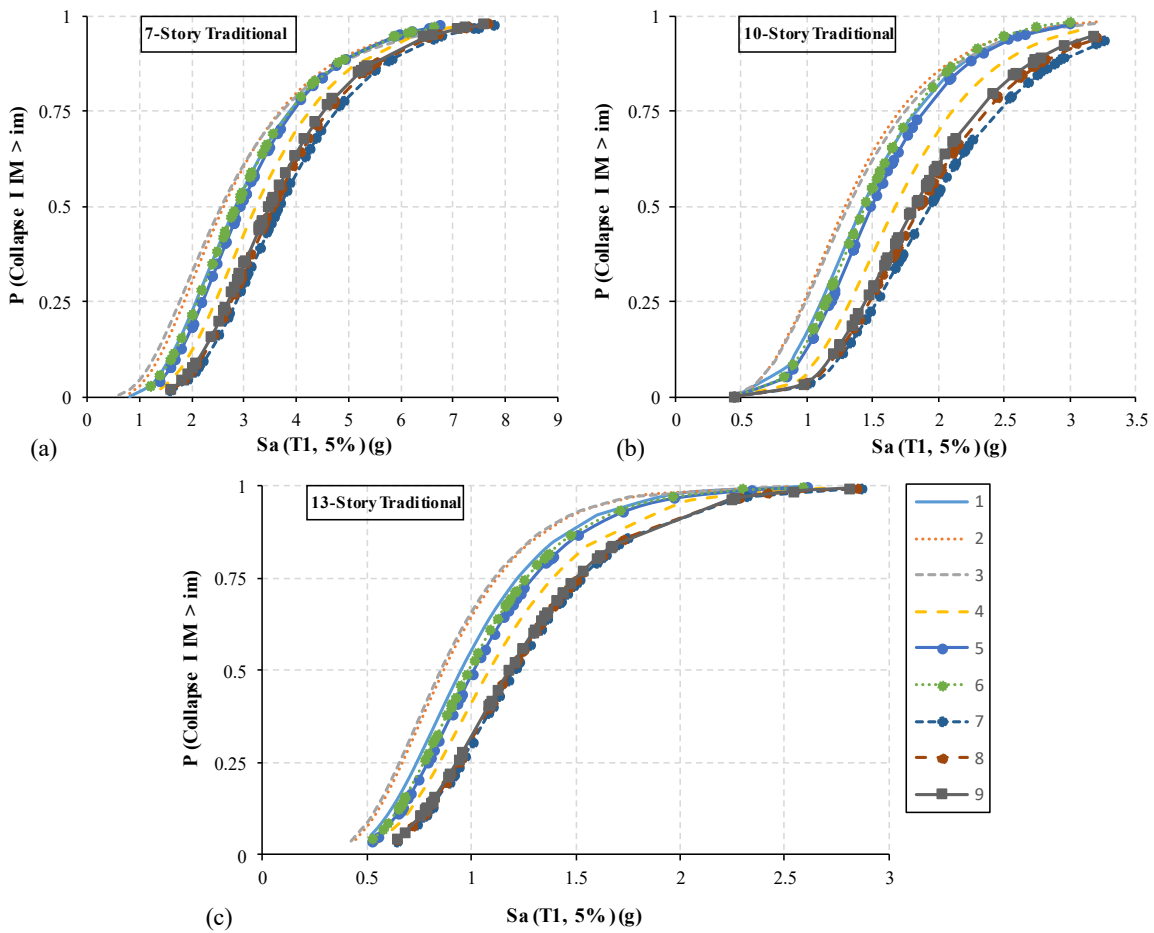 7-Story Traditional
P (Collapse I IM > im)
1
0.75
0.5
0.25
0
0 1 2 3 4 5 6 7 8 9
Sa (T1, 5%) (g)
(a)
10-Story Traditional
P (Collapse I IM > im)
1
0.75
0.5
0.25
0
0 0.5 1 1.5 2 2.5 3 3.5
Sa (T1, 5%) (g)
(b)
13-Story Traditional
P (Collapse I IM > im)
1
0.75
0.5
0.25
0
0 0.5 1 1.5 2 2.5 3
Sa (T1, 5%) (g)
(c)
1
2
3
4
5
6
7
8
9